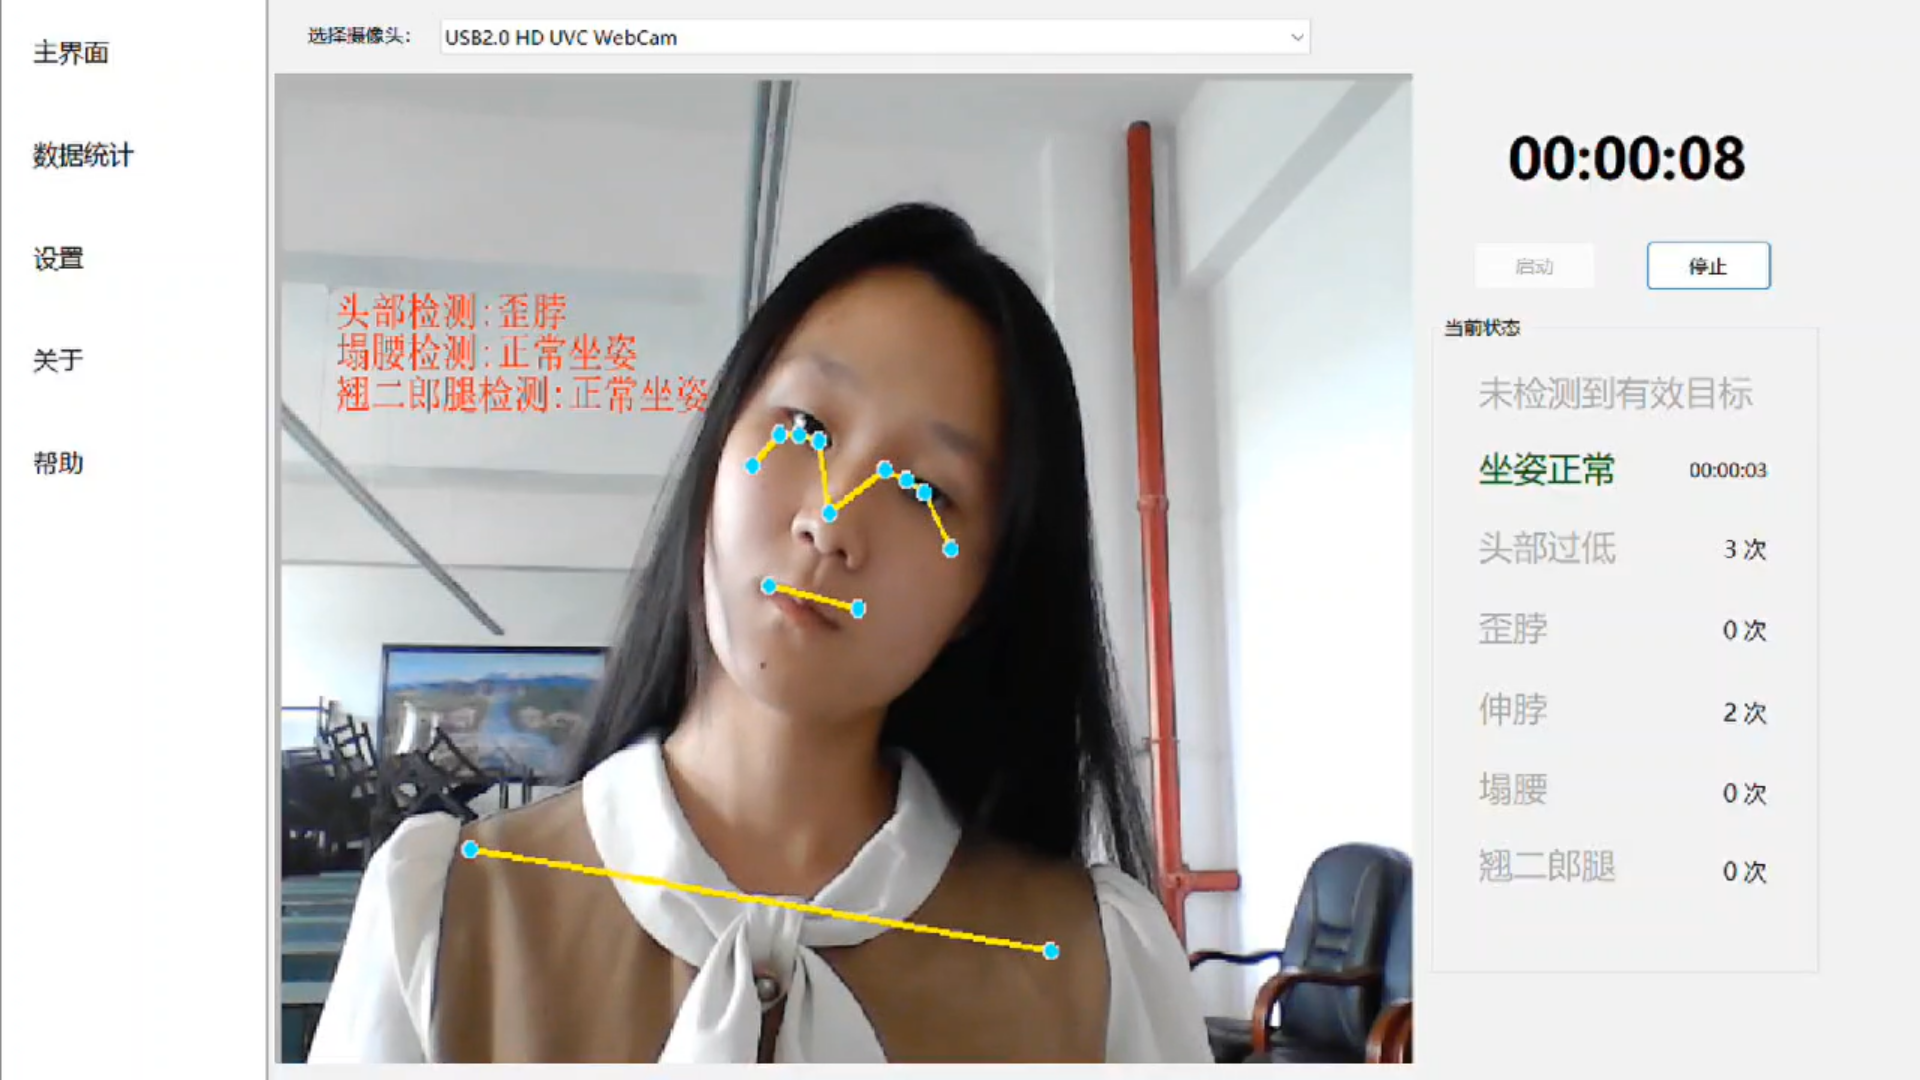 主界面
数据统计
设置
关于
帮助
选择摄像头：
USB2.0 HD UVC WebCam
头部检测:歪脖
塌腰检测:正常坐姿
翘二郎腿检测:正常坐姿
00:00:08
启动
停止
当前状态
未检测到有效目标
坐姿正常 00:00:03
头部过低 3 次
歪脖 0 次
伸脖 2 次
塌腰 0 次
翘二郎腿 0 次